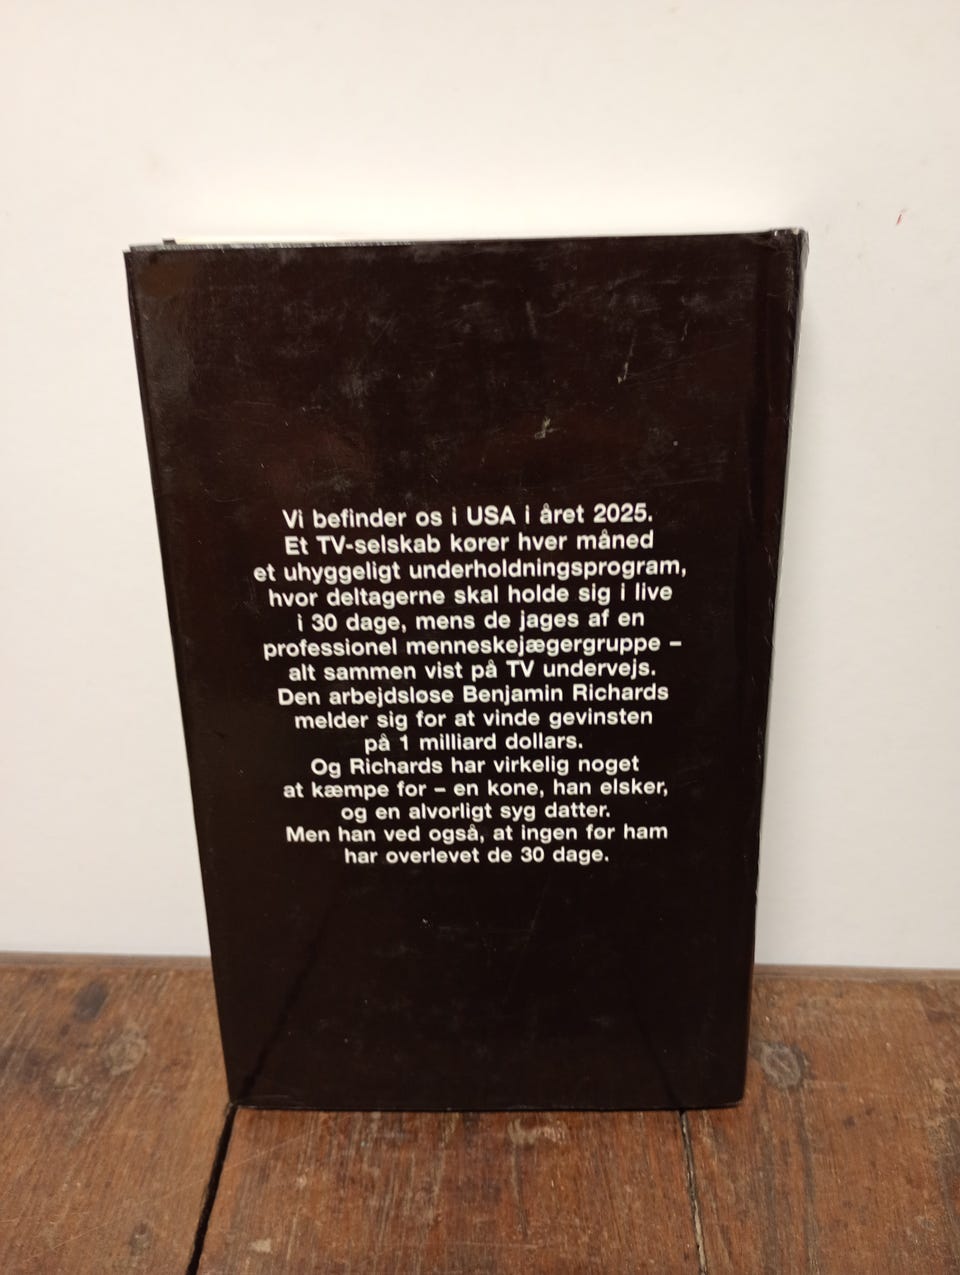 Vi befinder os i USA i året 2025.
Et TV-selskab kører hver måned
et uhyggeligt underholdningsprogram,
hvor deltagerne skal holde sig i live
i 30 dage, mens de jages af en
professionel menneskejægergruppe –
alt sammen vist på TV undervejs.
Den arbejdsløse Benjamin Richards
melder sig for at vinde gevinsten
på 1 milliard dollars.
Og Richards har virkelig noget
at kæmpe for – en kone, han elsker,
og en alvorligt syg datter.
Men han ved også, at ingen før ham
har overlevet de 30 dage.